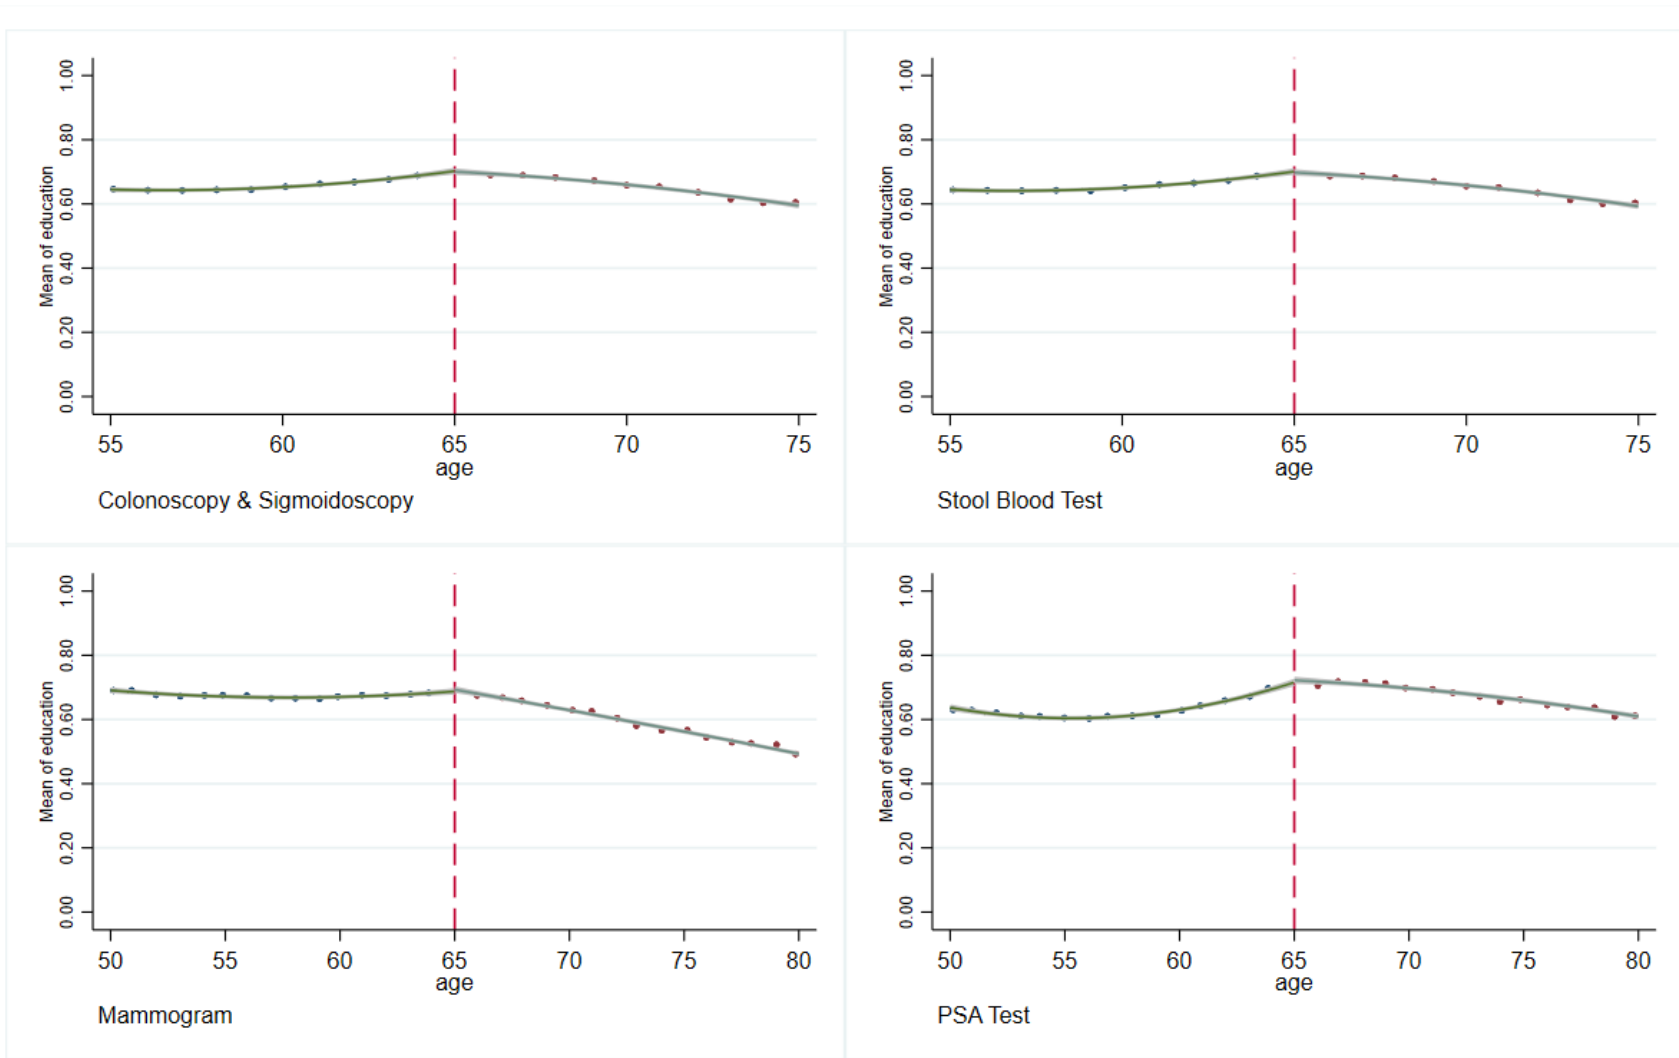 Mean of education
1.00
0.80
0.60
0.40
0.20
0.00
55 60 65 70 75
age
Colonoscopy & Sigmoidoscopy
Mean of education
1.00
0.80
0.60
0.40
0.20
0.00
55 60 65 70 75
age
Stool Blood Test
Mean of education
1.00
0.80
0.60
0.40
0.20
0.00
50 55 60 65 70 75 80
age
Mammogram
Mean of education
1.00
0.80
0.60
0.40
0.20
0.00
50 55 60 65 70 75 80
age
PSA Test